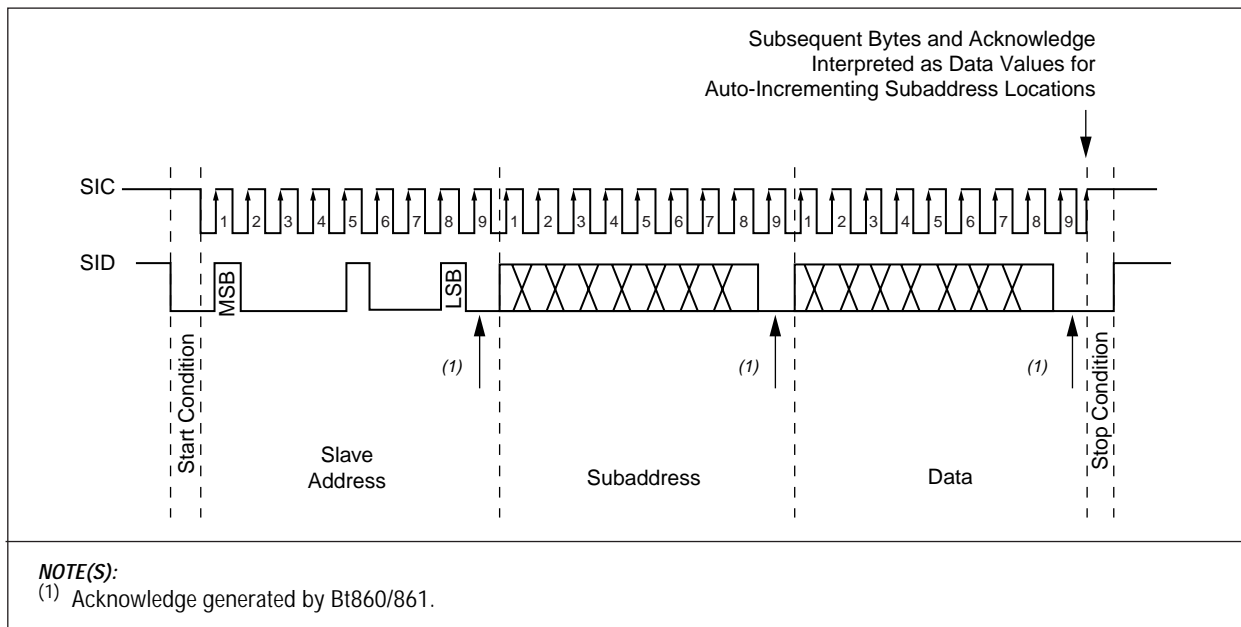 Subsequent Bytes and Acknowledge
Interpreted as Data Values for
Auto-Incrementing Subaddress Locations
SIC
1 2 3 4 5 6 7 8 9 1 2 3 4 5 6 7 8 9 1 2 3 4 5 6 7 8 9
SID
MSB
LSB
(1)
(1)
(1)
Start Condition
Slave
Address
Subaddress
Data
Stop Condition
NOTE(S):
(1) Acknowledge generated by Bt860/861.